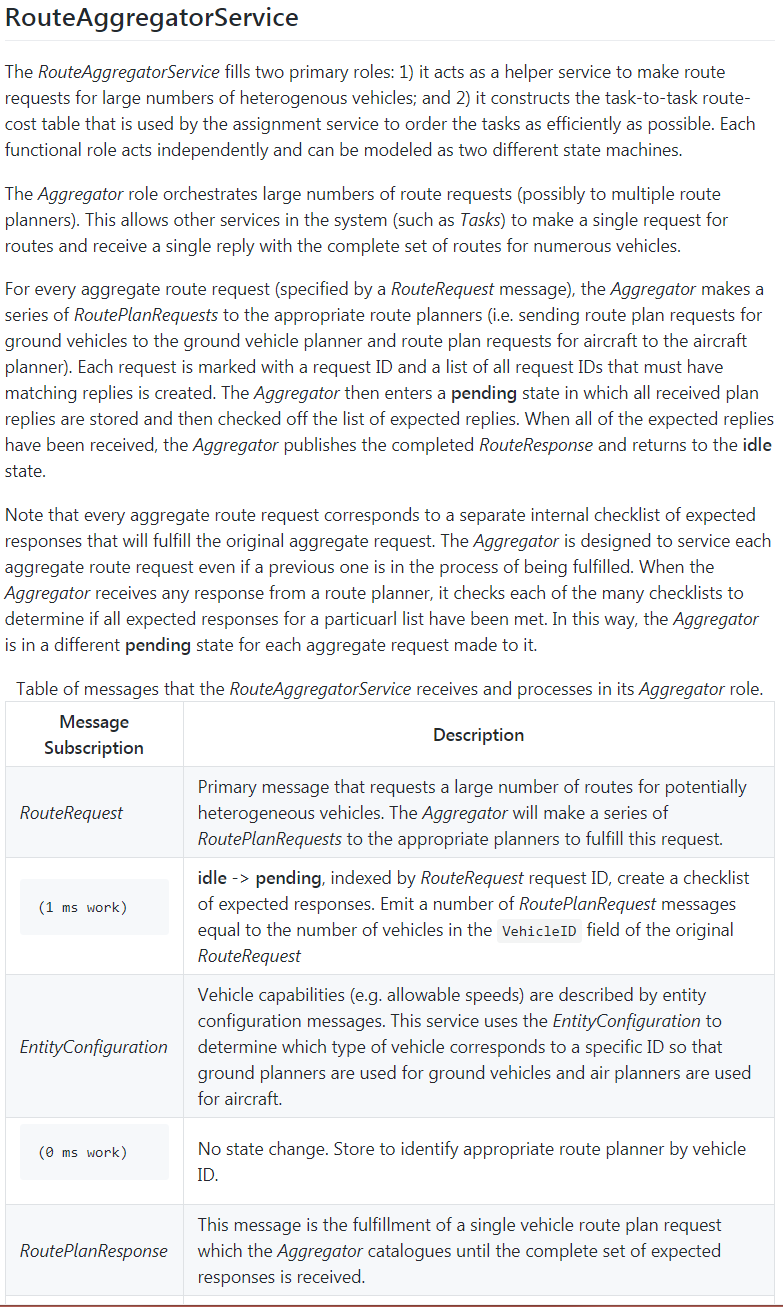 RouteAggregatorService
The RouteAggregatorService fills two primary roles: 1) it acts as a helper service to make route
requests for large numbers of heterogenous vehicles; and 2) it constructs the task-to-task route-
cost table that is used by the assignment service to order the tasks as efficiently as possible. Each
functional role acts independently and can be modeled as two different state machines.
The Aggregator role orchestrates large numbers of route requests (possibly to multiple route
planners). This allows other services in the system (such as Tasks) to make a single request for
routes and receive a single reply with the complete set of routes for numerous vehicles.
For every aggregate route request (specified by a RouteRequest message), the Aggregator makes a
series of RoutePlanRequests to the appropriate route planners (i.e. sending route plan requests for
ground vehicles to the ground vehicle planner and route plan requests for aircraft to the aircraft
planner). Each request is marked with a request ID and a list of all request IDs that must have
matching replies is created. The Aggregator then enters a pending state in which all received plan
replies are stored and then checked off the list of expected replies. When all of the expected replies
have been received, the Aggregator publishes the completed RouteResponse and returns to the idle
state.
Note that every aggregate route request corresponds to a separate internal checklist of expected
responses that will fulfill the original aggregate request. The Aggregator is designed to service each
aggregate route request even if a previous one is in the process of being fulfilled. When the
Aggregator receives any response from a route planner, it checks each of the many checklists to
determine if all expected responses for a particuarl list have been met. In this way, the Aggregator
is in a different pending state for each aggregate request made to it.
Table of messages that the RouteAggregatorService receives and processes in its Aggregator role.
Message
Subscription
Description
RouteRequest
Primary message that requests a large number of routes for potentially
heterogeneous vehicles. The Aggregator will make a series of
RoutePlanRequests to the appropriate planners to fulfill this request.
(1 ms work)
idle -> pending, indexed by RouteRequest request ID, create a checklist
of expected responses. Emit a number of RoutePlanRequest messages
equal to the number of vehicles in the VehicleID field of the original
RouteRequest
EntityConfiguration
Vehicle capabilities (e.g. allowable speeds) are described by entity
configuration messages. This service uses the EntityConfiguration to
determine which type of vehicle corresponds to a specific ID so that
ground planners are used for ground vehicles and air planners are used
for aircraft.
(0 ms work)
No state change. Store to identify appropriate route planner by vehicle
ID.
RoutePlanResponse
This message is the fulfillment of a single vehicle route plan request
which the Aggregator catalogues until the complete set of expected
responses is received.